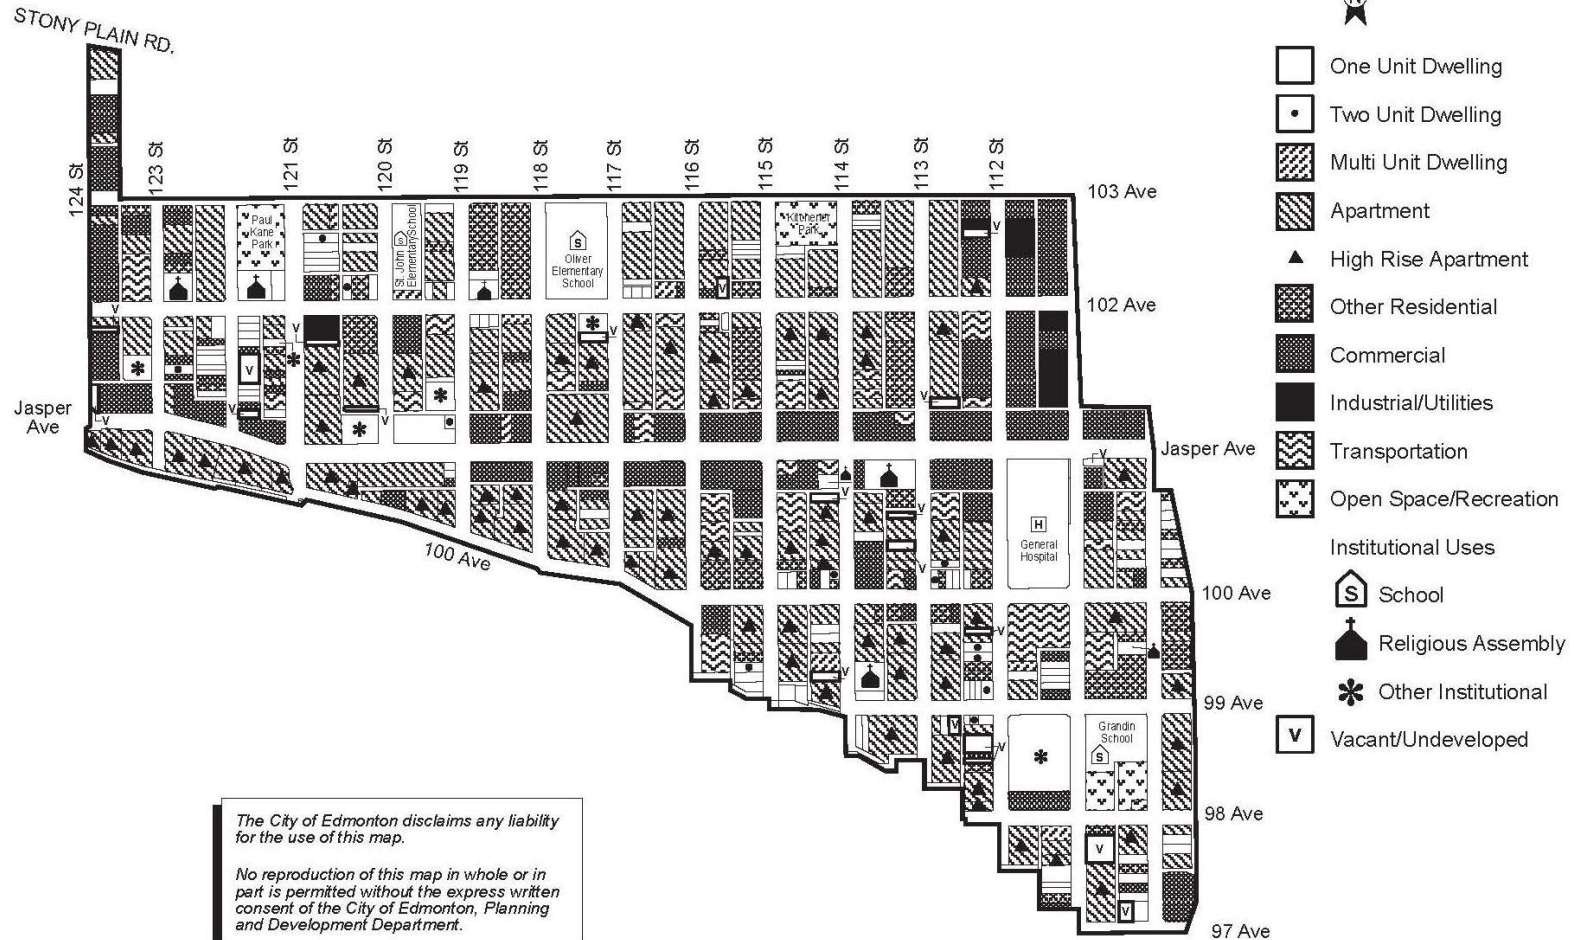 STONY PLAIN RD.
124 St
123 St
121 St
120 St
119 St
118 St
117 St
116 St
115 St
114 St
113 St
112 St
103 Ave
Paul
Kane
Park
St. John
Elementary School
S
S
Oliver
Elementary
School
Kitchener
Park
V
V
102 Ave
V
V
V
V
V
V
V
V
V
Jasper
Ave
Jasper Ave
V
V
V
V
H
General
Hospital
100 Ave
100 Ave
V
V
99 Ave
V
V
Grandin
School
S
98 Ave
V
V
97 Ave
N
One Unit Dwelling
Two Unit Dwelling
Multi Unit Dwelling
Apartment
High Rise Apartment
Other Residential
Commercial
Industrial/Utilities
Transportation
Open Space/Recreation
Institutional Uses
S School
Religious Assembly
Other Institutional
V Vacant/Undeveloped
The City of Edmonton disclaims any liability
for the use of this map.
No reproduction of this map in whole or in
part is permitted without the express written
consent of the City of Edmonton, Planning
and Development Department.